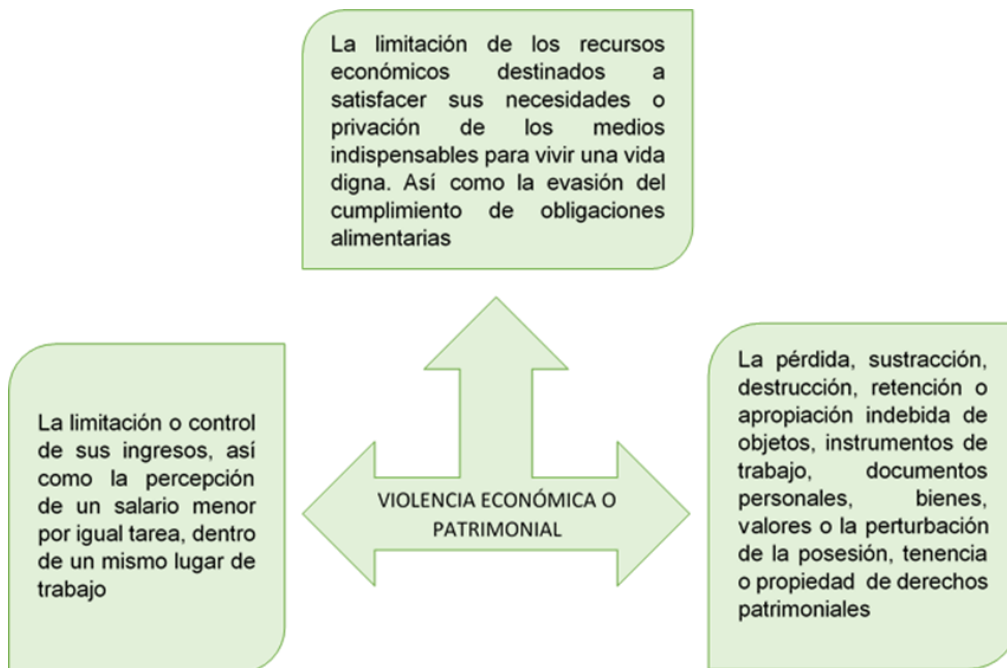 La limitación de los recursos
económicos destinados a
satisfacer sus necesidades o
privación de los medios
indispensables para vivir una vida
digna. Así como la evasión del
cumplimiento de obligaciones
alimentarias
La limitación o control
de sus ingresos, así
como la percepción
de un salario menor
por igual tarea, dentro
de un mismo lugar de
trabajo
VIOLENCIA ECONÓMICA O
PATRIMONIAL
La pérdida, sustracción,
destrucción, retención o
apropiación indebida de
objetos, instrumentos de
trabajo, documentos
personales, bienes,
valores o la perturbación
de la posesión, tenencia
o propiedad de derechos
patrimoniales